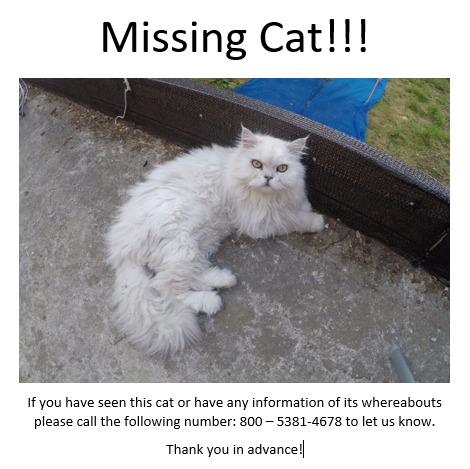 Missing Cat!!!
If you have seen this cat or have any information of its whereabouts
please call the following number: 800 – 5381-4678 to let us know.
Thank you in advance!